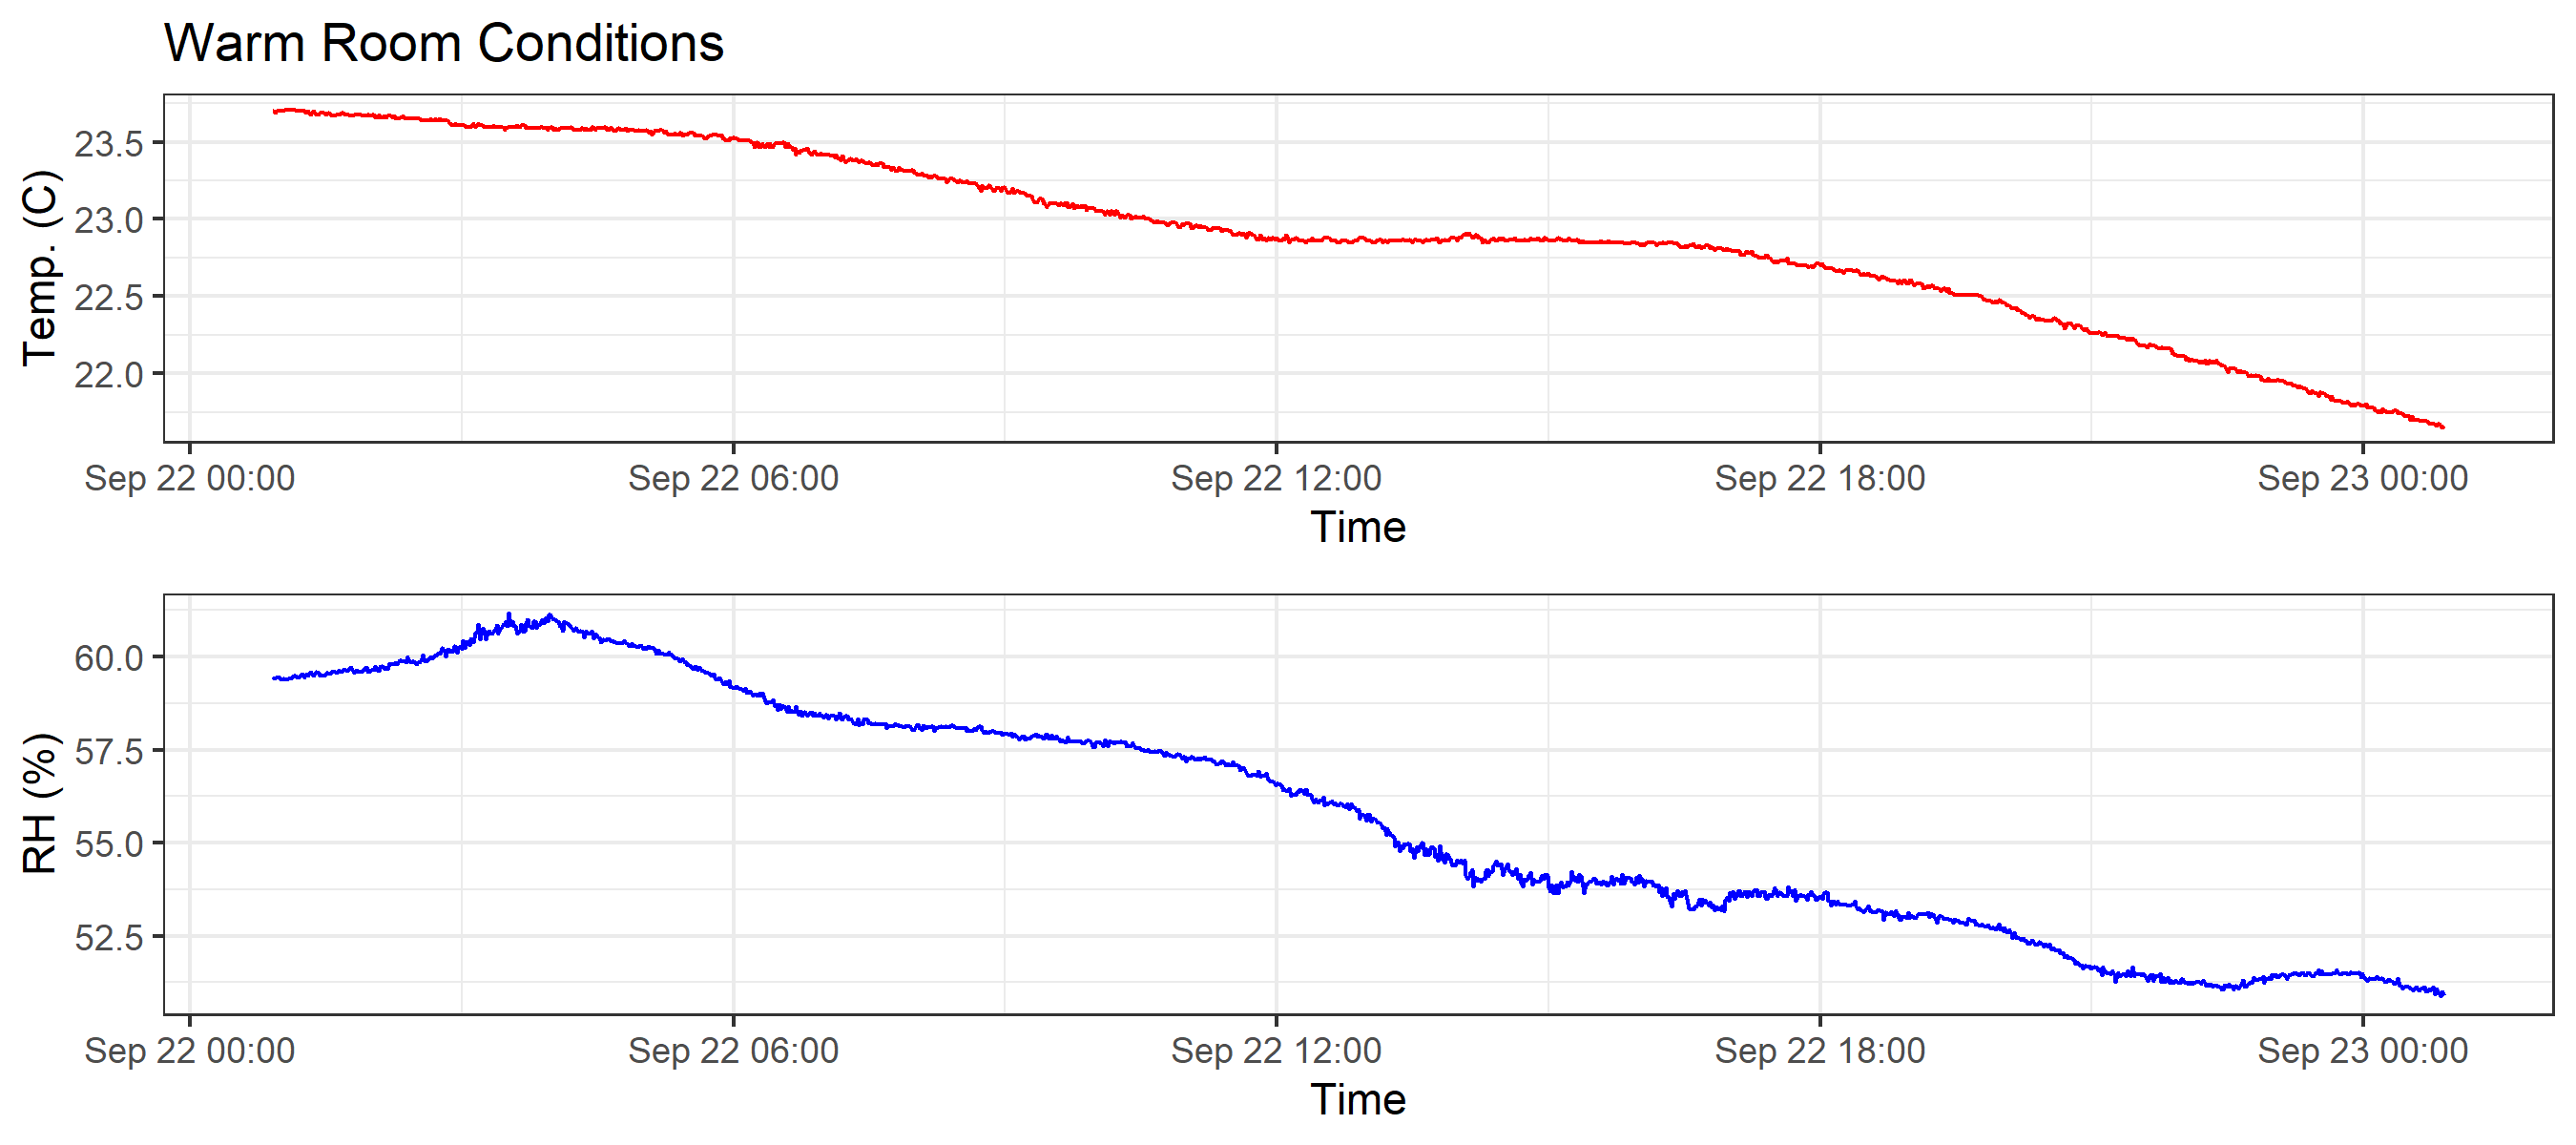 Warm Room Conditions
Temp. (C)
23.5
23.0
22.5
22.0
Sep 22 00:00 Sep 22 06:00 Sep 22 12:00 Sep 22 18:00 Sep 23 00:00
Time
RH (%)
60.0
57.5
55.0
52.5
Sep 22 00:00 Sep 22 06:00 Sep 22 12:00 Sep 22 18:00 Sep 23 00:00
Time